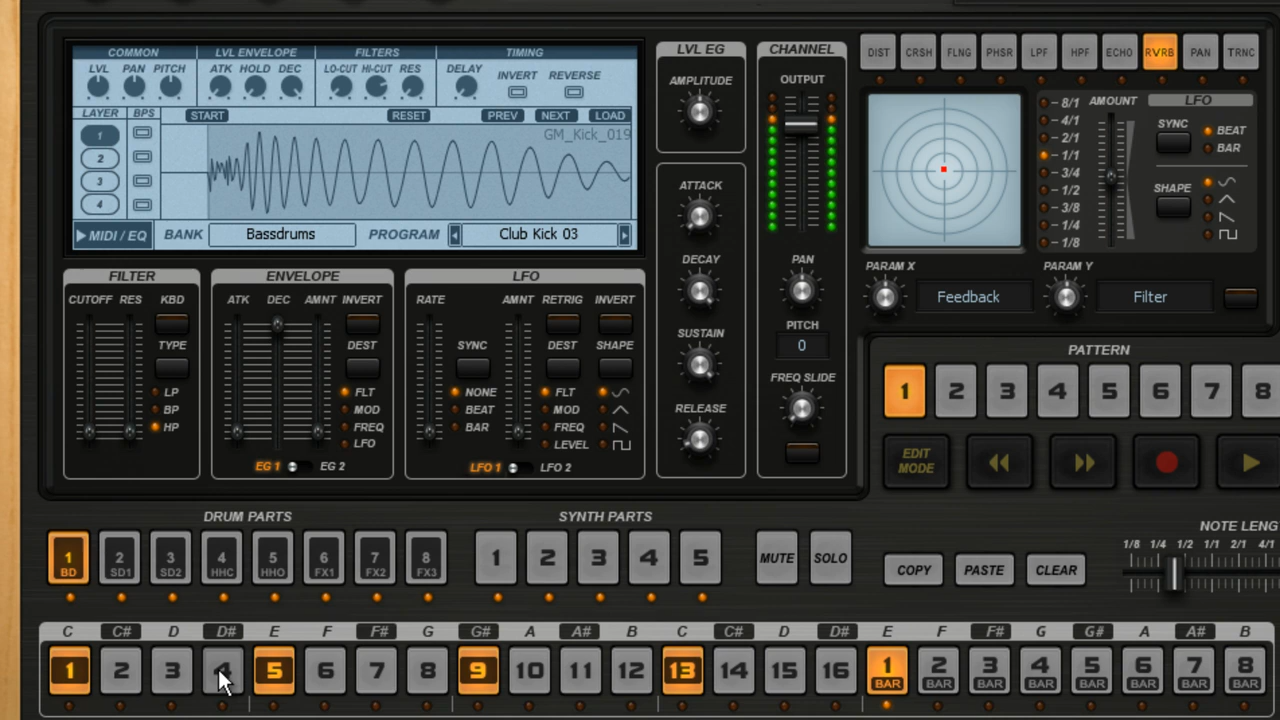 COMMON LVL ENVELOPE FILTERS TIMING
LVL PAN PITCH ATK HOLD DEC LO-CUT HI-CUT RES DELAY INVERT REVERSE
LAYER BPS START RESET PREV NEXT LOAD
GM_Kick_019
1
2
3
4
MIDI / EQ BANK Bassdrums PROGRAM Club Kick 03
LVL EG
AMPLITUDE
ATTACK
DECAY
SUSTAIN
RELEASE
CHANNEL
OUTPUT
PAN
PITCH
0
FREQ SLIDE
DIST CRSH FLNG PHSR LPF HPF ECHO RVRB PAN TRNC
8/1
4/1
2/1
1/1
3/4
1/2
3/8
1/4
1/8
AMOUNT
LFO
SYNC BEAT
BAR
SHAPE
PARAM X Feedback
PARAM Y Filter
FILTER
CUTOFF RES KBD
TYPE
LP
BP
HP
ENVELOPE
ATK DEC AMNT INVERT
DEST
FLT
MOD
FREQ
LFO
EG 1 EG 2
LFO
RATE AMNT RETRIG INVERT
SYNC DEST SHAPE
NONE FLT
BEAT MOD
BAR FREQ
LEVEL
LFO 1 LFO 2
PATTERN
1 2 3 4 5 6 7 8
EDIT
MODE
DRUM PARTS
1 2 3 4 5 6 7 8
BD SD1 SD2 HHC HHO FX1 FX2 FX3
SYNTH PARTS
1 2 3 4 5
MUTE SOLO
COPY PASTE CLEAR
NOTE LENG
1/8 1/4 1/2 1/1 2/1 4/1
C C# D D# E F F# G G# A A# B C C# D D# E F F# G G# A A# B
1 2 3 4 5 6 7 8 9 10 11 12 13 14 15 16 1 2 3 4 5 6 7 8
BAR BAR BAR BAR BAR BAR BAR BAR